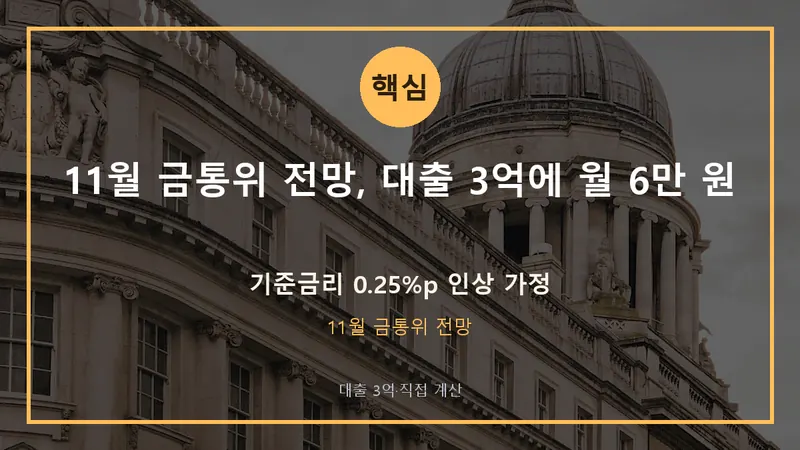 핵심
11월 금통위 전망, 대출 3억에 월 6만 원
기준금리 0.25%p 인상 가정
11월 금통위 전망
대출 3억·직접 계산